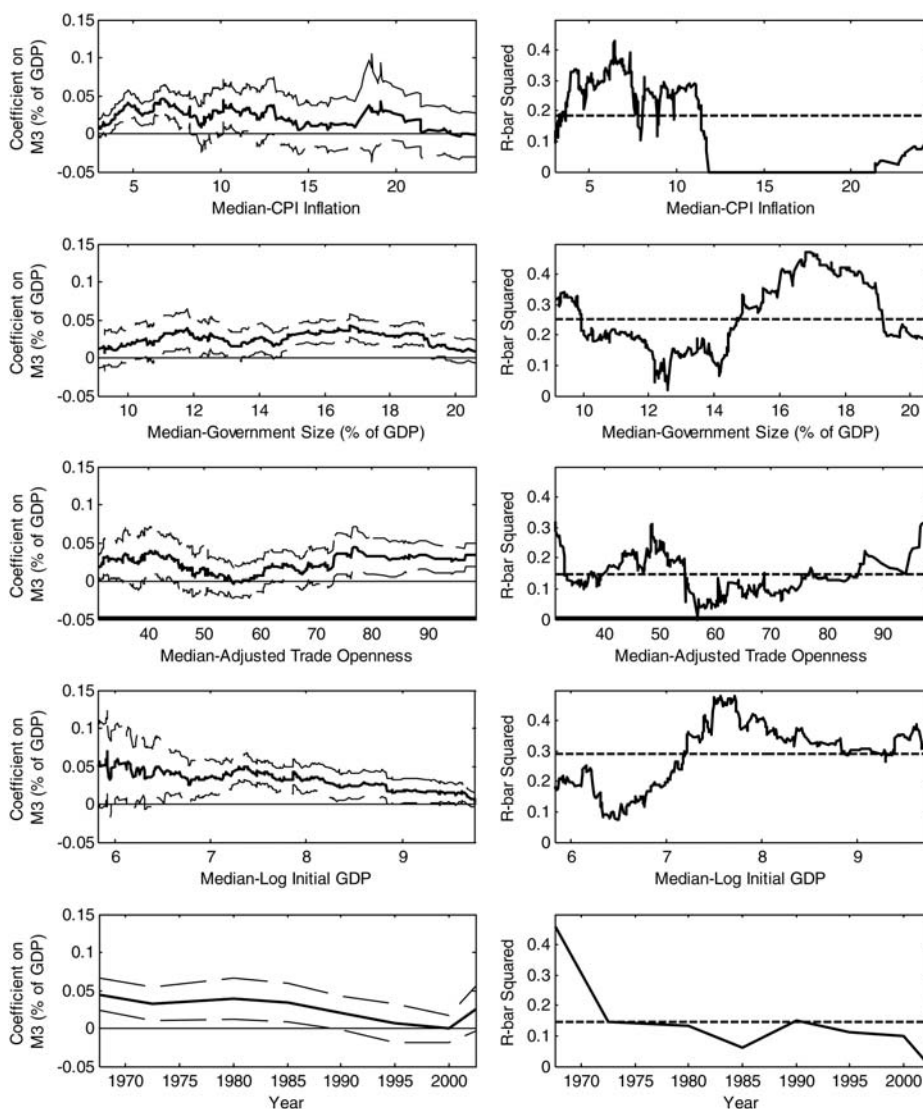 Coefficient on
M3 (% of GDP)
0.15
0.1
0.05
0
-0.05
5 10 15 20
Median-CPI Inflation
R-bar Squared
0.4
0.3
0.2
0.1
0
5 10 15 20
Median-CPI Inflation
Coefficient on
M3 (% of GDP)
0.15
0.1
0.05
0
-0.05
10 12 14 16 18 20
Median-Government Size (% of GDP)
R-bar Squared
0.4
0.3
0.2
0.1
0
10 12 14 16 18 20
Median-Government Size (% of GDP)
Coefficient on
M3 (% of GDP)
0.15
0.1
0.05
0
-0.05
40 50 60 70 80 90
Median-Adjusted Trade Openness
R-bar Squared
0.4
0.3
0.2
0.1
0
40 50 60 70 80 90
Median-Adjusted Trade Openness
Coefficient on
M3 (% of GDP)
0.15
0.1
0.05
0
-0.05
6 7 8 9
Median-Log Initial GDP
R-bar Squared
0.4
0.3
0.2
0.1
0
6 7 8 9
Median-Log Initial GDP
Coefficient on
M3 (% of GDP)
0.15
0.1
0.05
0
-0.05
1970 1975 1980 1985 1990 1995 2000
Year
R-bar Squared
0.4
0.3
0.2
0.1
0
1970 1975 1980 1985 1990 1995 2000
Year